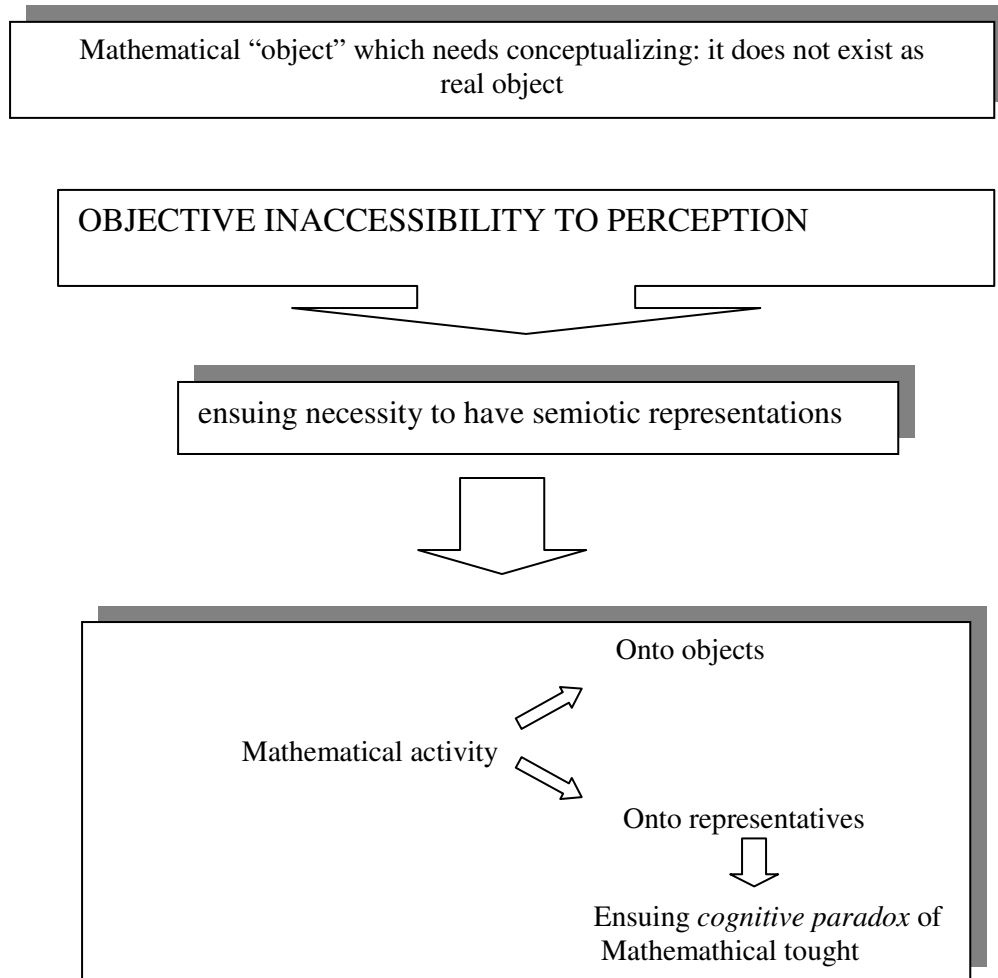 Mathematical “object” which needs conceptualizing: it does not exist as
real object
OBJECTIVE INACCESSIBILITY TO PERCEPTION
ensuing necessity to have semiotic representations
Onto objects
Mathematical activity
Onto representatives
Ensuing cognitive paradox of
Mathemathical tought